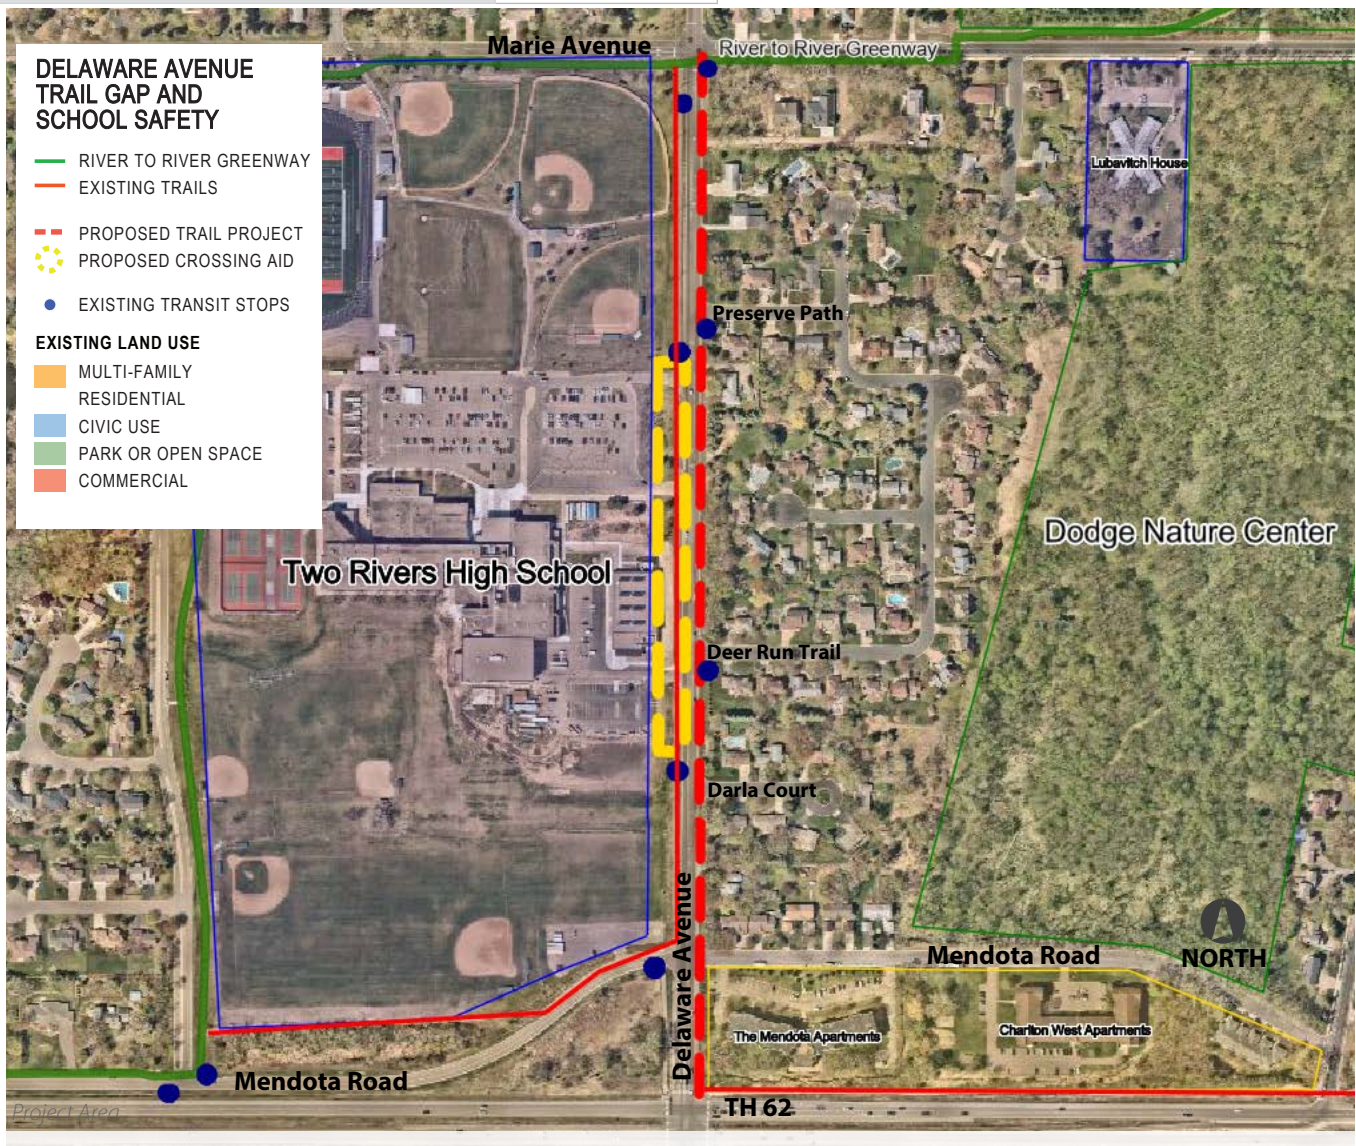 DELAWARE AVENUE
TRAIL GAP AND
SCHOOL SAFETY
RIVER TO RIVER GREENWAY
EXISTING TRAILS
PROPOSED TRAIL PROJECT
PROPOSED CROSSING AID
EXISTING TRANSIT STOPS
EXISTING LAND USE
MULTI-FAMILY
RESIDENTIAL
CIVIC USE
PARK OR OPEN SPACE
COMMERCIAL
Marie Avenue
River to River Greenway
Lubavitch House
Preserve Path
Two Rivers High School
Dodge Nature Center
Deer Run Trail
Darla Court
Delaware Avenue
Mendota Road
NORTH
The Mendota Apartments
Charlton West Apartments
Mendota Road
TH 62
Project Area